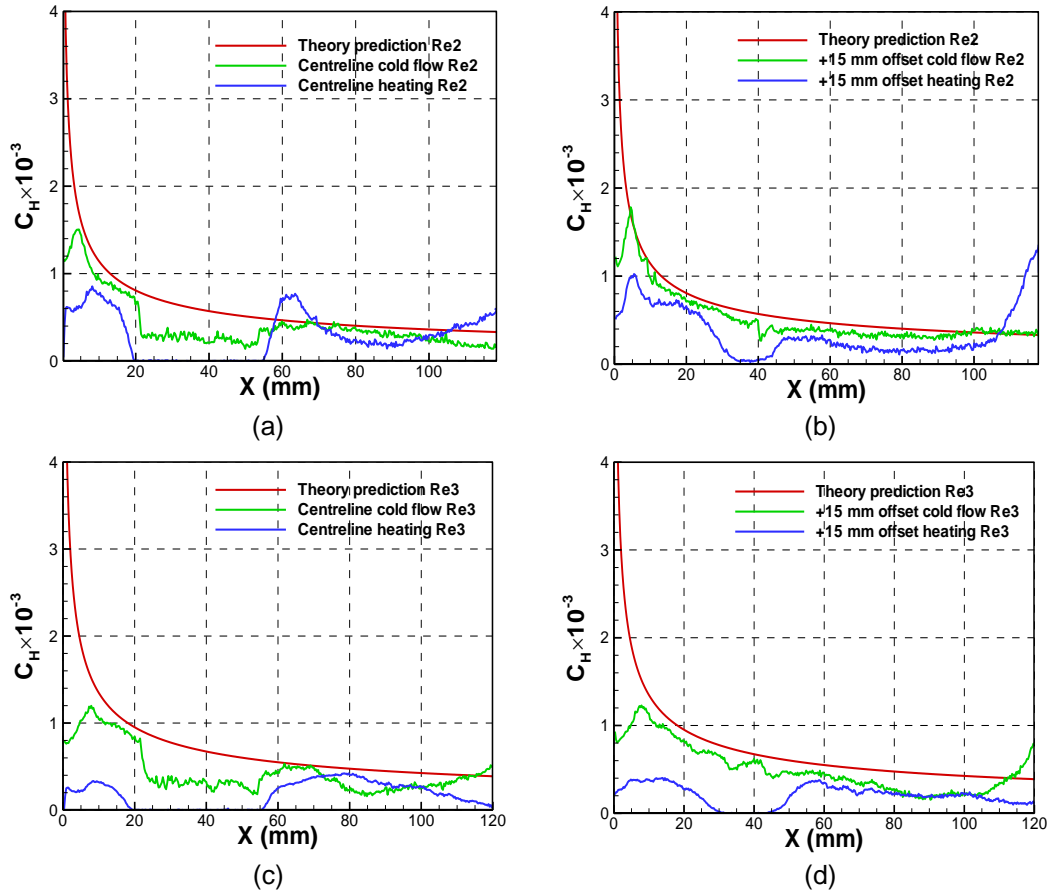 4
3
2
1
0
C_H×10^-3
Theory prediction Re2
Centreline cold flow Re2
Centreline heating Re2
0 20 40 60 80 100
X (mm)
(a)
4
3
2
1
0
C_H×10^-3
Theory prediction Re2
+15 mm offset cold flow Re2
+15 mm offset heating Re2
0 20 40 60 80 100
X (mm)
(b)
4
3
2
1
0
C_H×10^-3
Theory prediction Re3
Centreline cold flow Re3
Centreline heating Re3
0 20 40 60 80 100 120
X (mm)
(c)
4
3
2
1
0
C_H×10^-3
Theory prediction Re3
+15 mm offset cold flow Re3
+15 mm offset heating Re3
0 20 40 60 80 100 120
X (mm)
(d)